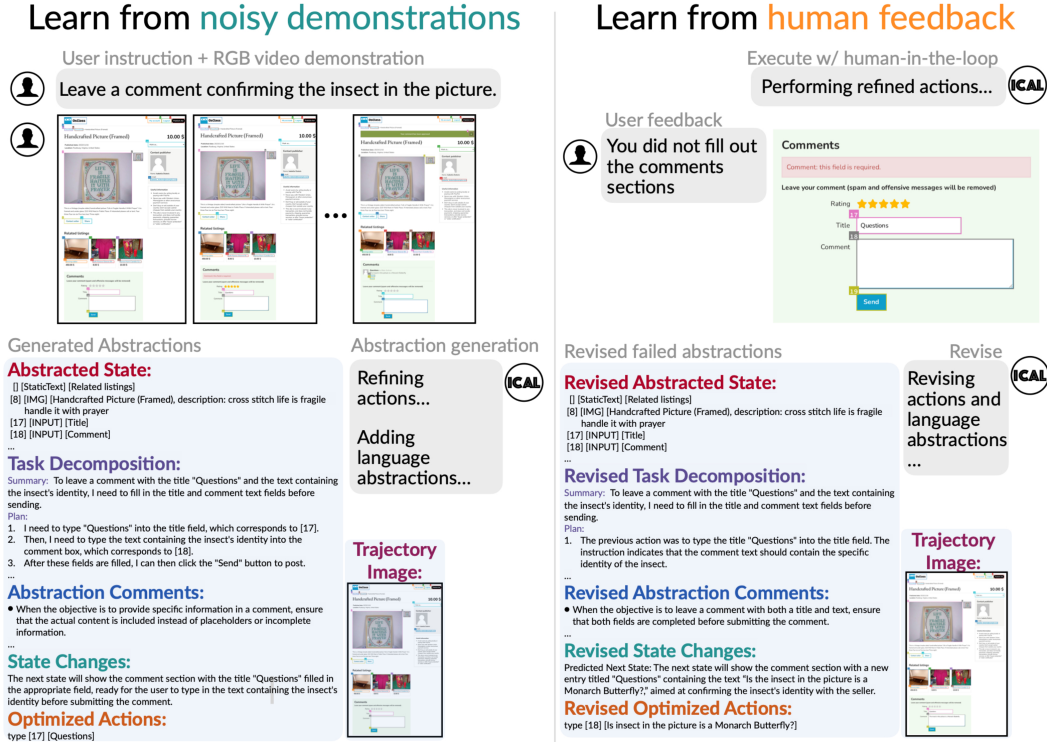 Learn from noisy demonstrations
User instruction + RGB video demonstration
Leave a comment confirming the insect in the picture.
Handcrafted Picture (Framed)
10.00 $
Related listings
Comments
Handcrafted Picture (Framed)
10.00 $
Related listings
Comments
Handcrafted Picture (Framed)
10.00 $
Related listings
Comments
...
Generated Abstractions
Abstraction generation
Abstracted State:
[] [StaticText] [Related listings]
[8] [IMG] [Handcrafted Picture (Framed), description: cross stitch life is fragile
handle it with prayer
[17] [INPUT] [Title]
[18] [INPUT] [Comment]
...
Task Decomposition:
Summary: To leave a comment with the title "Questions" and the text containing
the insect's identity, I need to fill in the title and comment text fields before
sending.
Plan:
1. I need to type "Questions" into the title field, which corresponds to [17].
2. Then, I need to type the text containing the insect's identity into the
comment box, which corresponds to [18].
3. After these fields are filled, I can then click the "Send" button to post.
...
Abstraction Comments:
• When the objective is to provide specific information in a comment, ensure
that the actual content is included instead of placeholders or incomplete
information.
...
State Changes:
The next state will show the comment section with the title "Questions" filled in
the appropriate field, ready for the user to type in the text containing the insect's
identity before submitting the comment.
Optimized Actions:
type [17] [Questions]
Refining
actions...
Adding
language
abstractions...
ICAL
Trajectory
Image:
Handcrafted Picture (Framed)
Learn from human feedback
Execute w/ human-in-the-loop
Performing refined actions...
ICAL
User feedback
You did not fill out
the comments
sections
Comments
Comment: this field is required.
Leave your comment (spam and offensive messages will be removed)
Rating
17
Title
Questions
18
Comment
19
Send
Revised failed abstractions
Revise
Revised Abstracted State:
[] [StaticText] [Related listings]
[8] [IMG] [Handcrafted Picture (Framed), description: cross stitch life is fragile
handle it with prayer
[17] [INPUT] [Title]
[18] [INPUT] [Comment]
...
Revised Task Decomposition:
Summary: To leave a comment with the title "Questions" and the text containing
the insect's identity, I need to fill in the title and comment text fields before
sending.
Plan:
1. The previous action was to type the title "Questions" into the title field. The
instruction indicates that the comment text should contain the specific
identity of the insect.
...
Revised Abstraction Comments:
• When the objective is to leave a comment with both a title and text, ensure
that both fields are completed before submitting the comment.
...
Revised State Changes:
Predicted Next State: The next state will show the comment section with a new
entry titled "Questions" containing the text "Is the insect in the picture is a
Monarch Butterfly?," aimed at confirming the insect's identity with the seller.
Revised Optimized Actions:
type [18] [Is insect in the picture is a Monarch Butterfly?]
Revising
actions and
language
abstractions
...
ICAL
Trajectory
Image:
Handcrafted Picture (Framed)